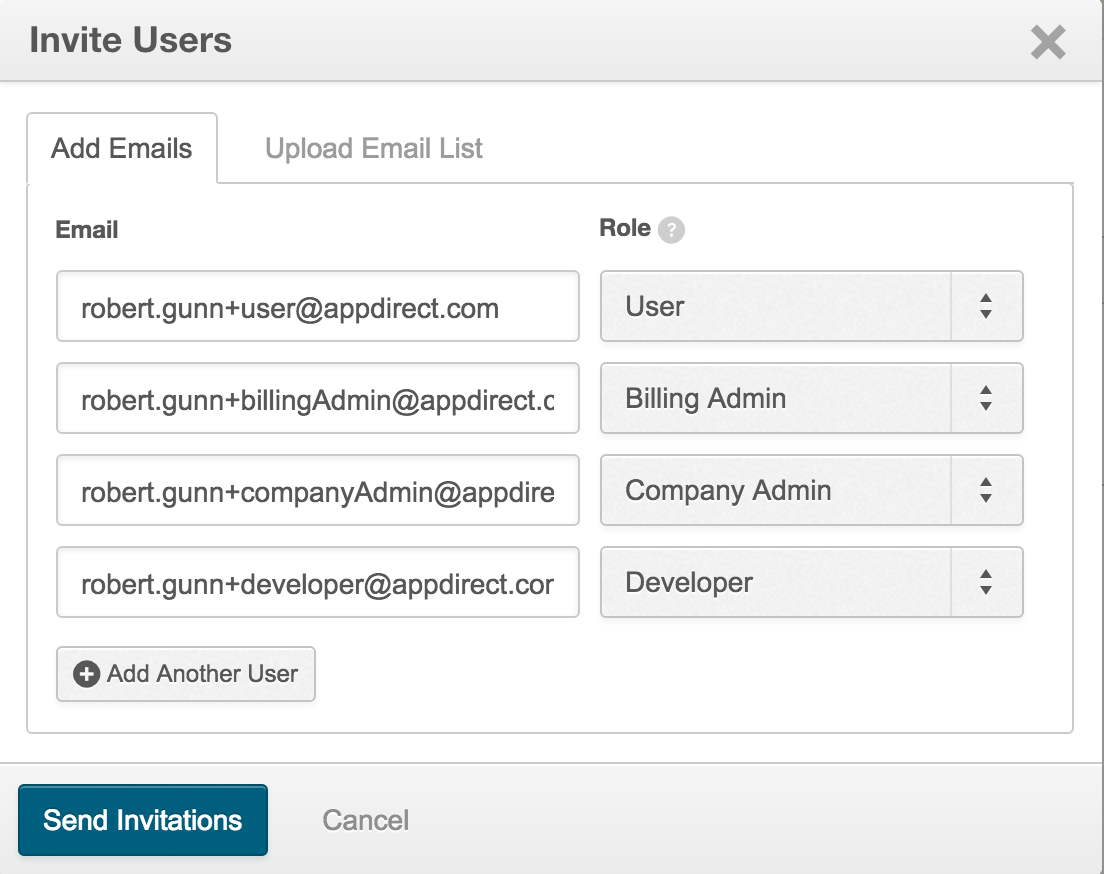 Invite Users
Add Emails Upload Email List
Email Role ?
robert.gunn+user@appdirect.com User
robert.gunn+billingAdmin@appdirect.c Billing Admin
robert.gunn+companyAdmin@appdire Company Admin
robert.gunn+developer@appdirect.cor Developer
Add Another User
Send Invitations Cancel